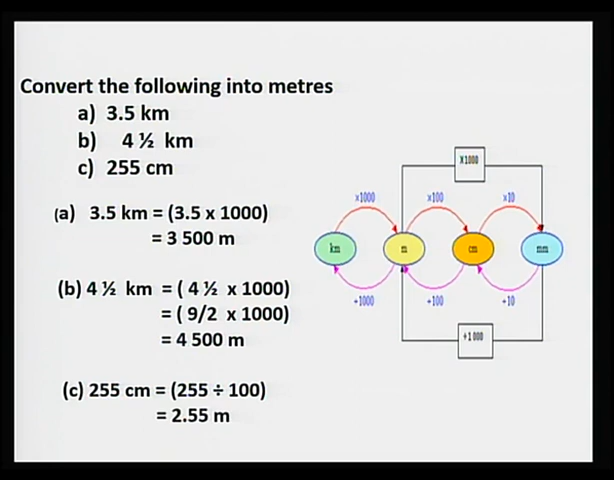 Convert the following into metres
a) 3.5 km
b) 4 ½ km
c) 255 cm
(a) 3.5 km = (3.5 x 1000)
= 3 500 m
(b) 4 ½ km = ( 4 ½ x 1000)
= ( 9/2 x 1000)
= 4 500 m
(c) 255 cm = (255 ÷ 100)
= 2.55 m
X1000
x1000 x100 x10
km m cm mm
÷1000 ÷100 ÷10
÷1000